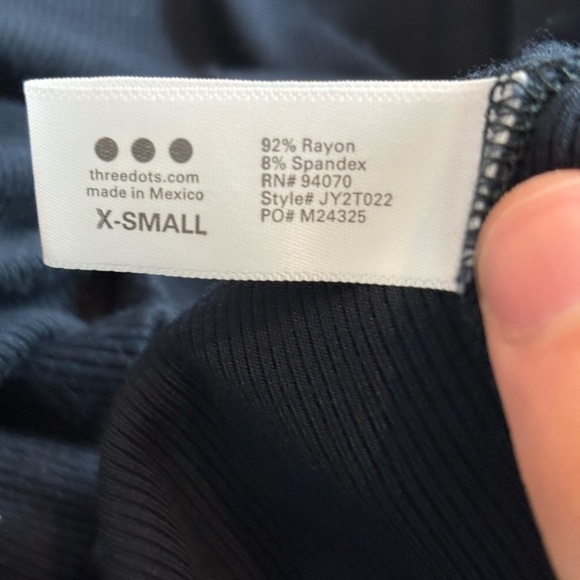 threedots.com
made in Mexico
X-SMALL
92% Rayon
8% Spandex
RN# 94070
Style# JY2T022
PO# M24325